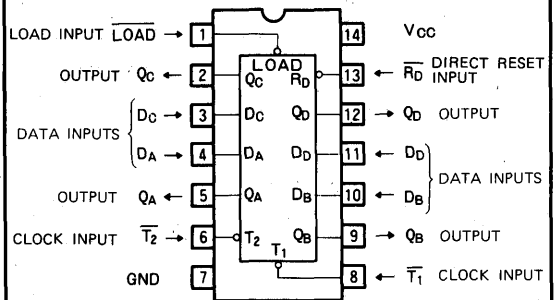 LOAD INPUT LOAD → 1
14 VCC
LOAD
OUTPUT QC ← 2 QC
RD 13 ← RD DIRECT RESET INPUT
DATA INPUTS
DC → 3 DC
QD 12 → QD OUTPUT
DA → 4 DA
DD 11 ← DD
DATA INPUTS
OUTPUT QA ← 5 QA
DB 10 ← DB
CLOCK INPUT T2 → 6 T2
QB 9 → QB OUTPUT
T1
GND 7
8 ← T1 CLOCK INPUT